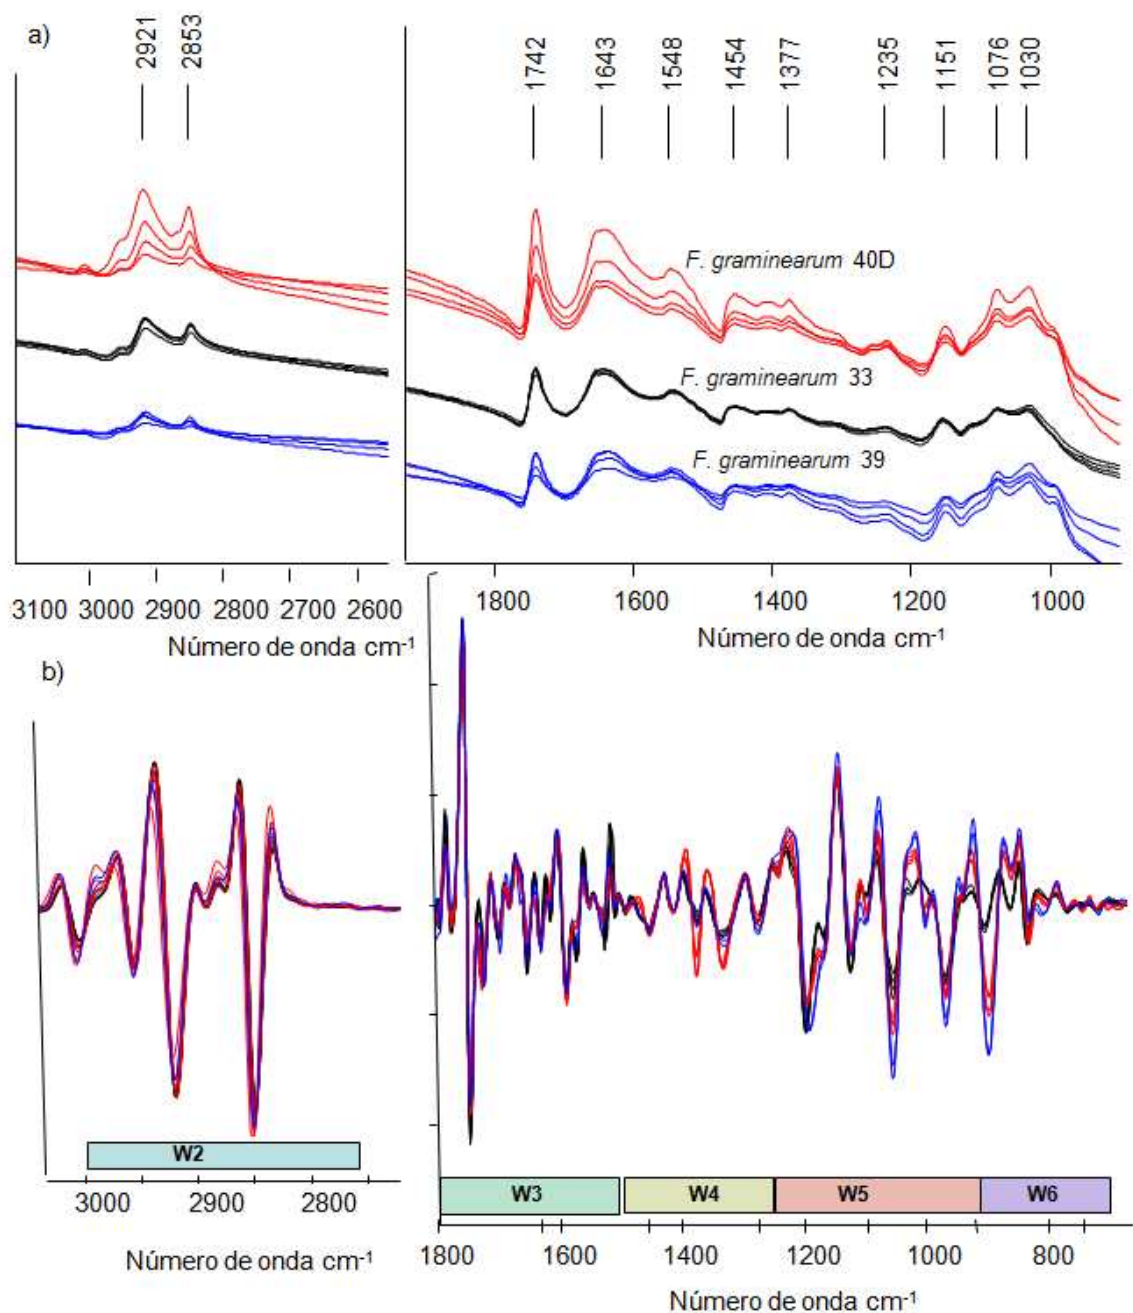 a)
2921
2853
1742
1643
1548
1454
1377
1235
1151
1076
1030
F. graminearum 40D
F. graminearum 33
F. graminearum 39
3100 3000 2900 2800 2700 2600
Número de onda cm-1
1800 1600 1400 1200 1000
Número de onda cm-1
b)
W2
3000 2900 2800
Número de onda cm-1
W3 W4 W5 W6
1800 1600 1400 1200 1000 800
Número de onda cm-1